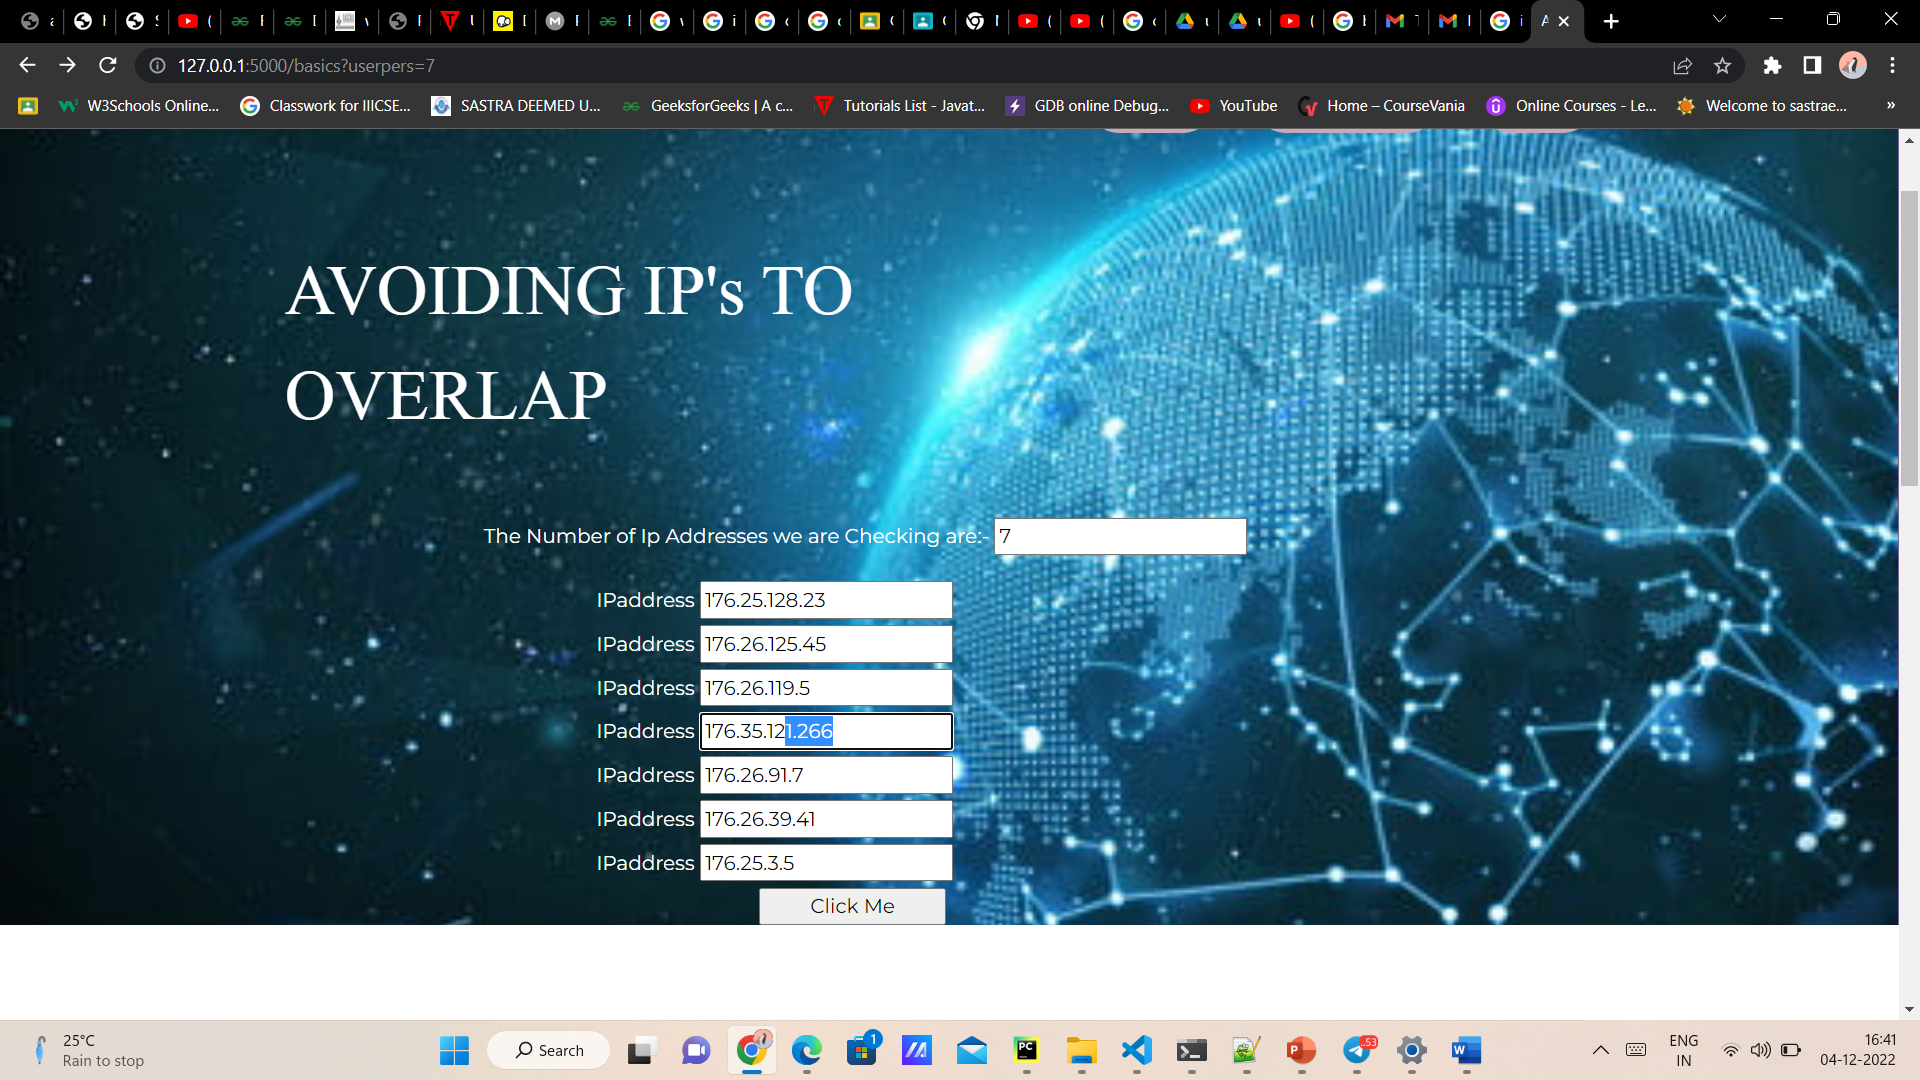 127.0.0.1:5000/basics?userpers=7
W3Schools Online...
Classwork for IIICSE...
SASTRA DEEMED U...
GeeksforGeeks | A c...
Tutorials List - Javat...
GDB online Debug...
YouTube
Home – CourseVania
Online Courses - Le...
Welcome to sastrae...
»
AVOIDING IP's TO
OVERLAP
The Number of Ip Addresses we are Checking are:- 7
IPaddress 176.25.128.23
IPaddress 176.26.125.45
IPaddress 176.26.119.5
IPaddress 176.35.121.266
IPaddress 176.26.91.7
IPaddress 176.26.39.41
IPaddress 176.25.3.5
Click Me
25°C
Rain to stop
Search
1
PC
53
ENG
IN
16:41
04-12-2022